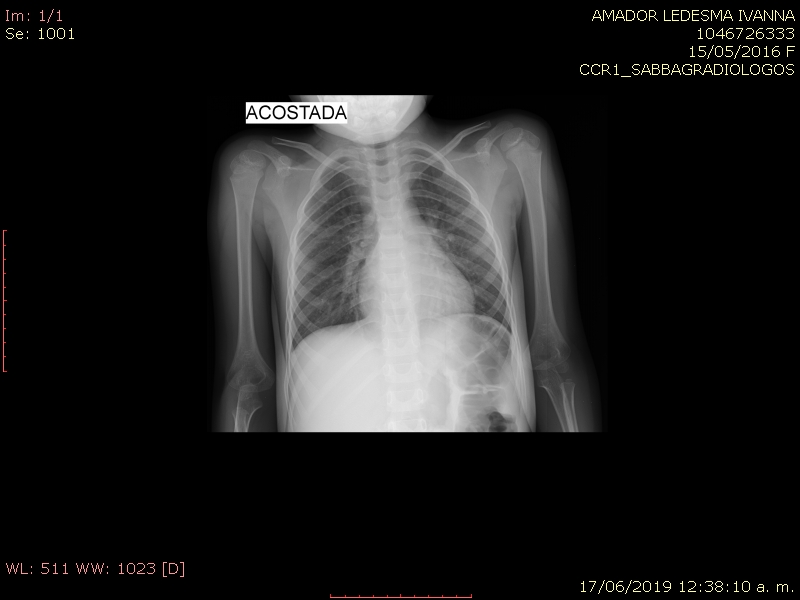 Im: 1/1
Se: 1001
AMADOR LEDESMA IVANNA
1046726333
15/05/2016 F
CCR1_SABBAGRADIOLOGOS
ACOSTADA
WL: 511 WW: 1023 [D]
17/06/2019 12:38:10 a. m.